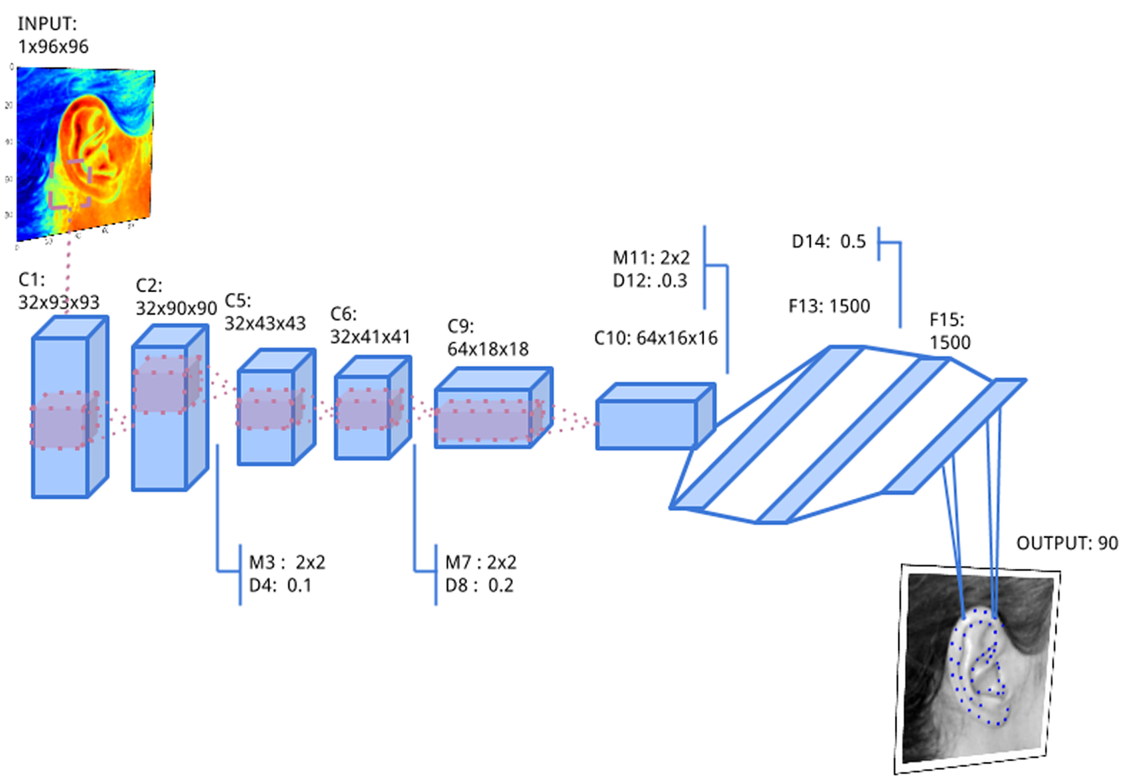 INPUT:
1x96x96
C1:
32x93x93
C2:
32x90x90
C5:
32x43x43
C6:
32x41x41
C9:
64x18x18
M11: 2x2
D12: .0.3
C10: 64x16x16
D14: 0.5
F13: 1500
F15:
1500
M3 : 2x2
D4: 0.1
M7 : 2x2
D8 : 0.2
OUTPUT: 90